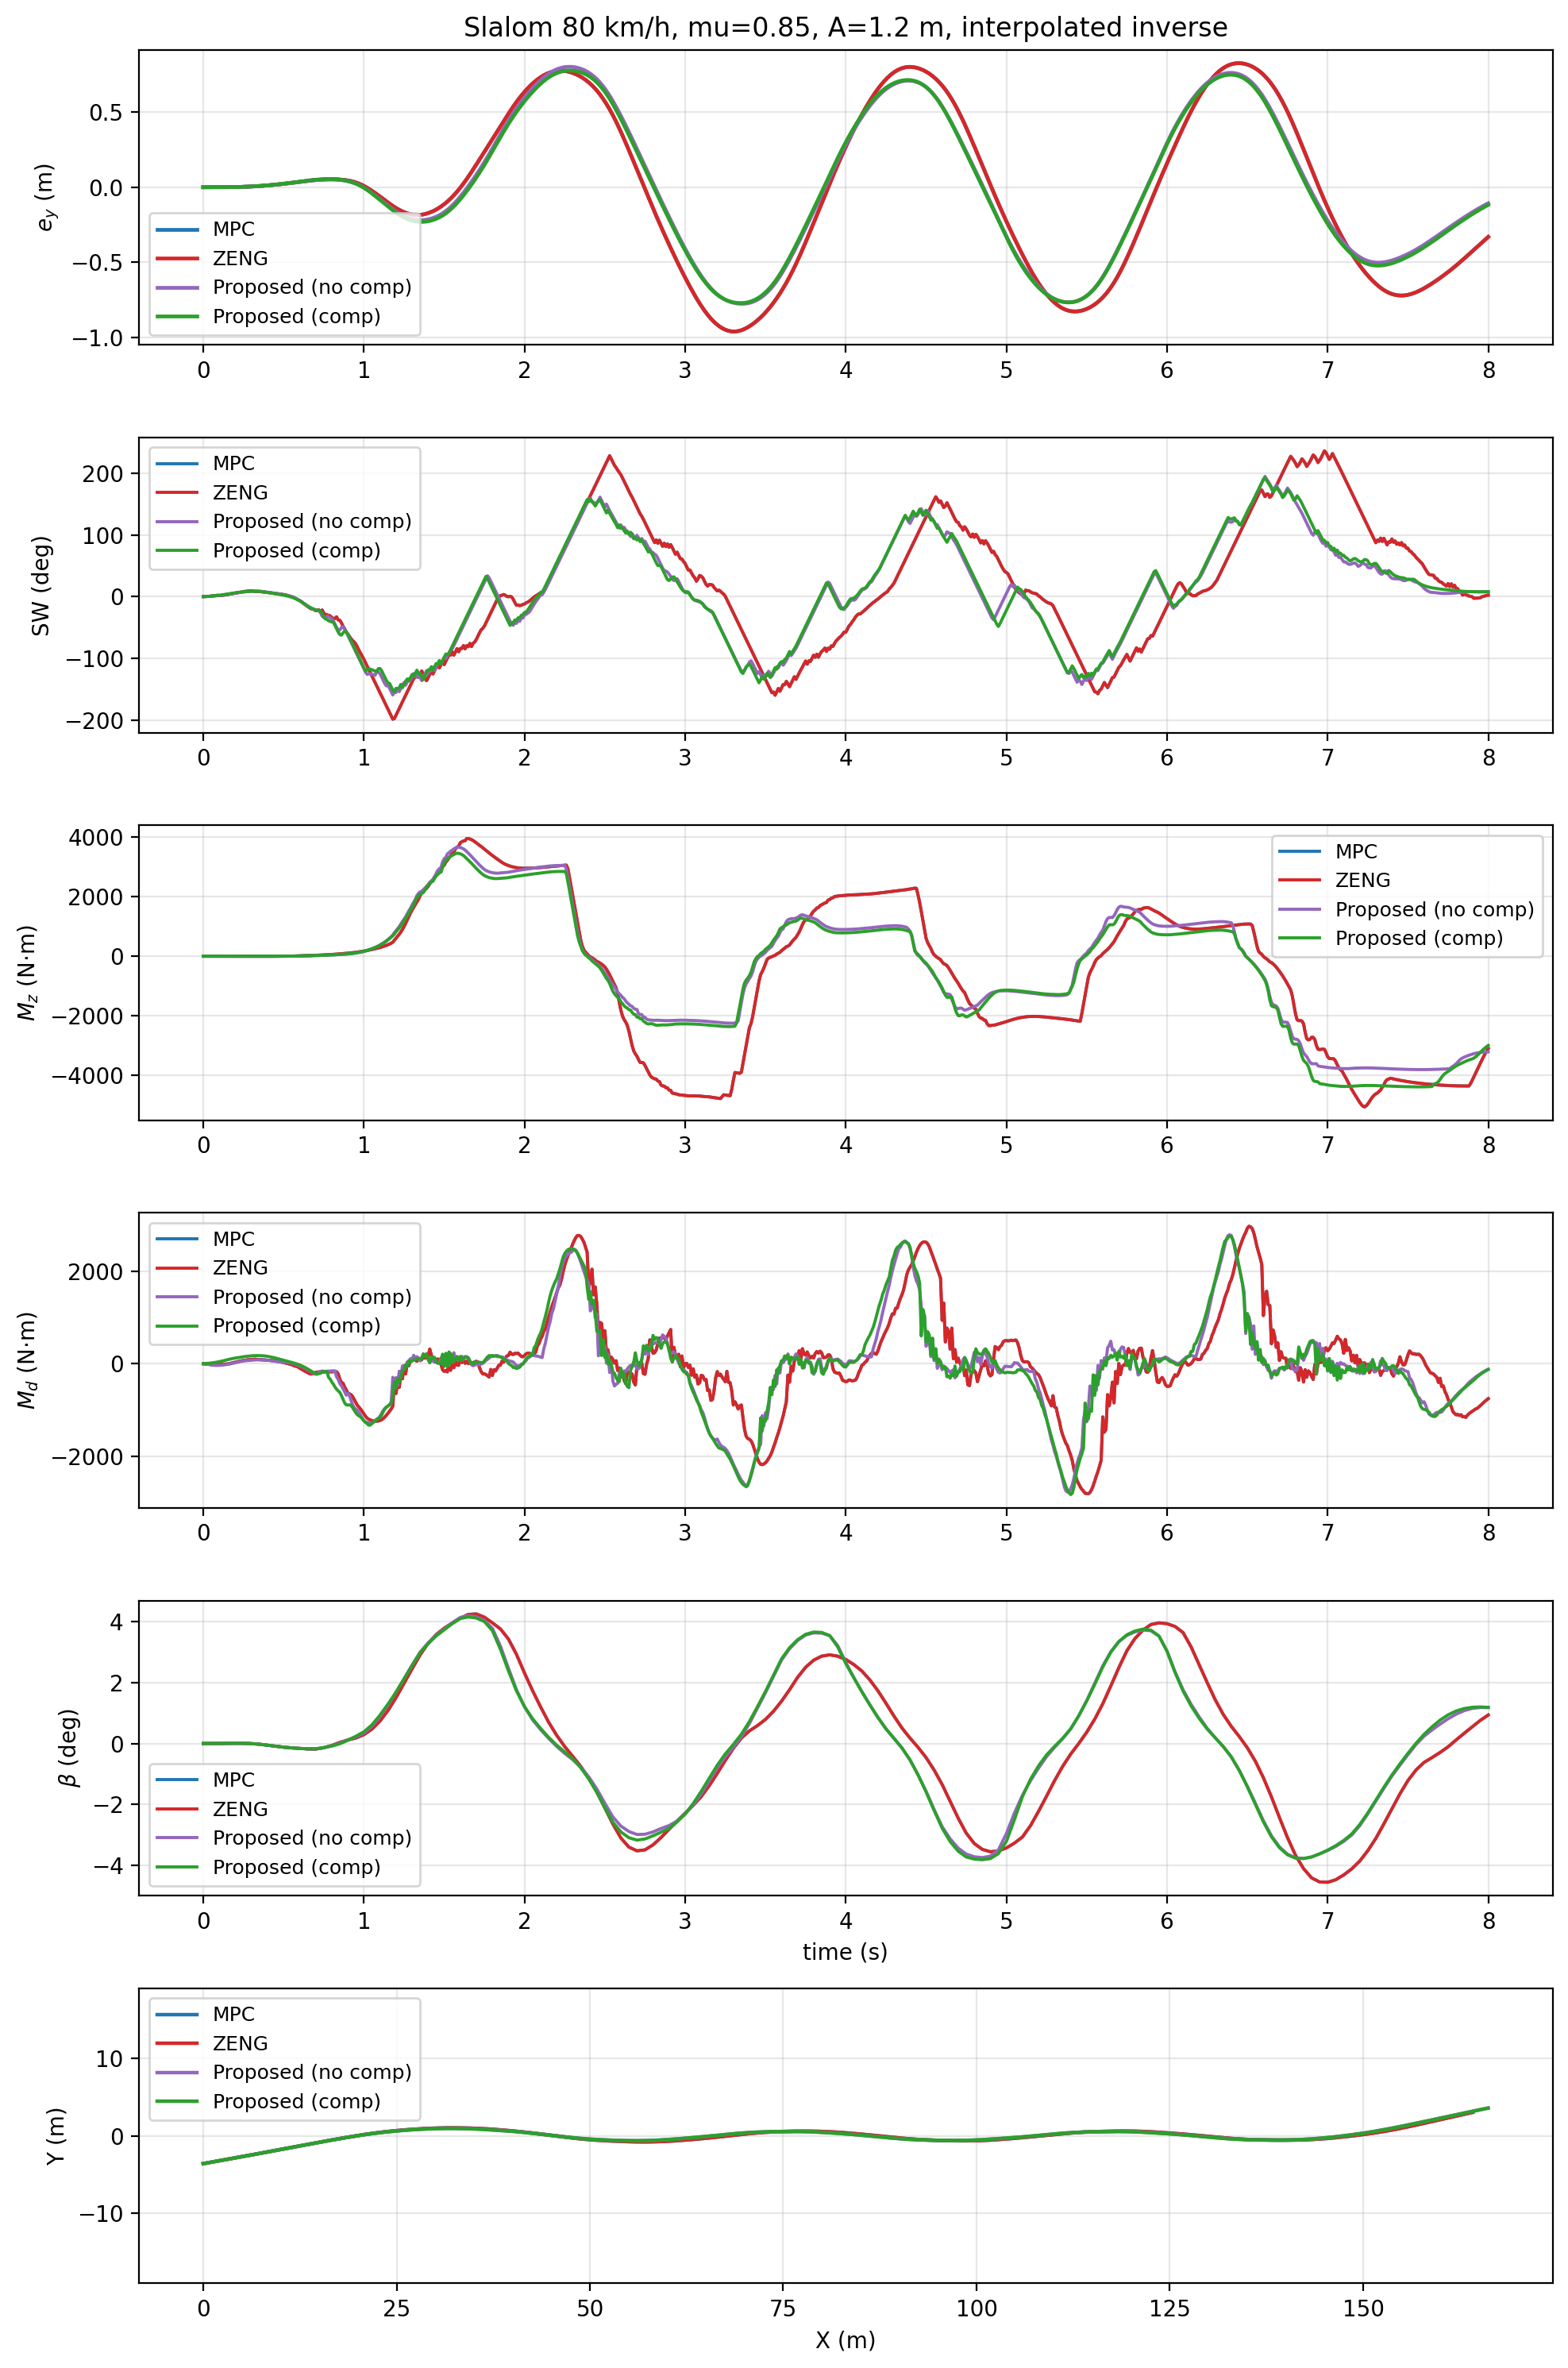 Slalom 80 km/h, mu=0.85, A=1.2 m, interpolated inverse
0.5
0.0
−0.5
−1.0
e_y (m)
MPC
ZENG
Proposed (no comp)
Proposed (comp)
0 1 2 3 4 5 6 7 8
200
100
0
−100
−200
SW (deg)
MPC
ZENG
Proposed (no comp)
Proposed (comp)
0 1 2 3 4 5 6 7 8
4000
2000
0
−2000
−4000
M_z (N·m)
MPC
ZENG
Proposed (no comp)
Proposed (comp)
0 1 2 3 4 5 6 7 8
2000
0
−2000
M_d (N·m)
MPC
ZENG
Proposed (no comp)
Proposed (comp)
0 1 2 3 4 5 6 7 8
4
2
0
−2
−4
β (deg)
MPC
ZENG
Proposed (no comp)
Proposed (comp)
0 1 2 3 4 5 6 7 8
time (s)
10
0
−10
Y (m)
MPC
ZENG
Proposed (no comp)
Proposed (comp)
0 25 50 75 100 125 150
X (m)